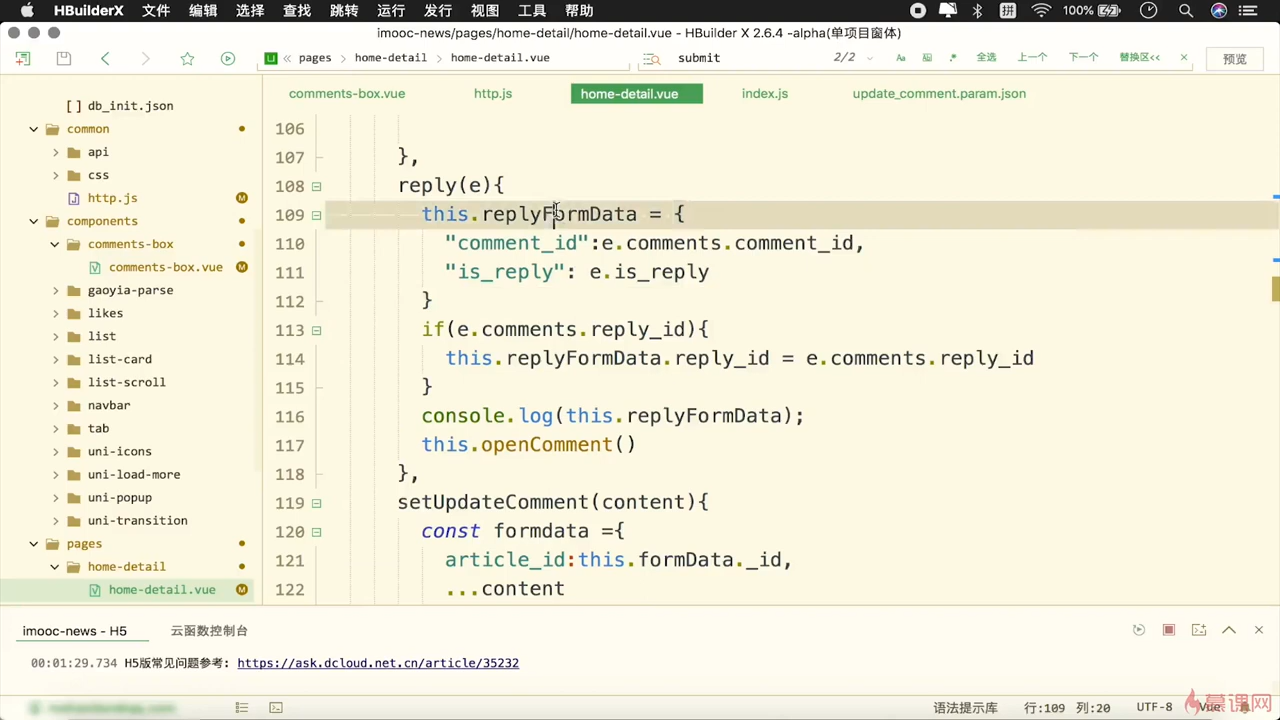 HBuilderX 文件 编辑 选择 查找 跳转 运行 发行 视图 工具 帮助 拼 100%
imooc-news/pages/home-detail/home-detail.vue - HBuilder X 2.6.4 -alpha(单项目窗体)
pages home-detail home-detail.vue submit 2/2 Aa .* 全选 上一个 下一个 替换区<< 预览
comments-box.vue http.js home-detail.vue index.js update_comment.param.json
[ ] db_init.json
common
api
css
http.js M
components
comments-box
comments-box.vue M
gaoyia-parse
likes
list
list-card
list-scroll
navbar
tab
uni-icons
uni-load-more
uni-popup
uni-transition
pages
home-detail
home-detail.vue M
106
107 },
108 reply(e){
109 this.replyFormData = {
110 "comment_id":e.comments.comment_id,
111 "is_reply": e.is_reply
112 }
113 if(e.comments.reply_id){
114 this.replyFormData.reply_id = e.comments.reply_id
115 }
116 console.log(this.replyFormData);
117 this.openComment()
118 },
119 setUpdateComment(content){
120 const formdata ={
121 article_id:this.formData._id,
122 ...content
imooc-news - H5 云函数控制台
00:01:29.734 H5版常见问题参考: https://ask.dcloud.net.cn/article/35232
语法提示库 行:109 列:20 UTF-8 Vue
慕课网